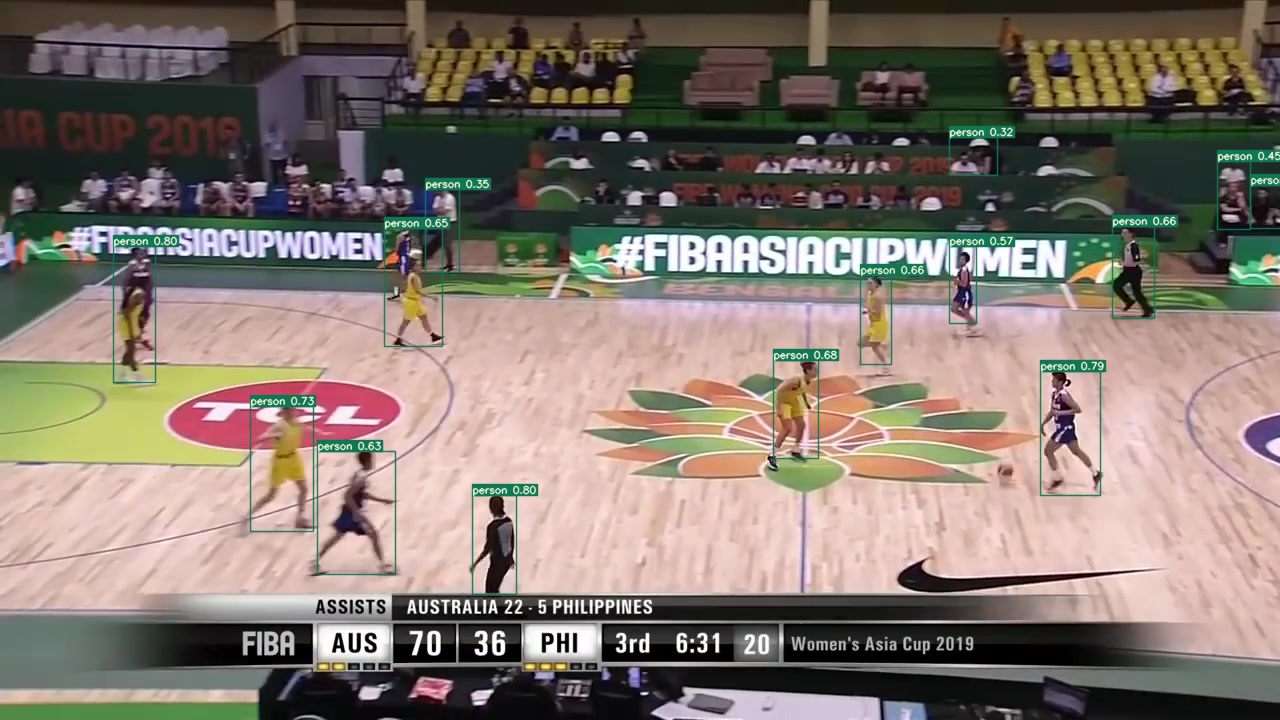 IA CUP 2019
person 0.32
person 0.45
perso
person 0.35
person 0.65
person 0.80
#FIBAASIACUPWOMEN
#FIBAASIACUPWOMEN
person 0.57
person 0.66
person 0.66
person 0.68
person 0.79
person 0.73
TCL
person 0.63
person 0.80
ASSISTS AUSTRALIA 22 - 5 PHILIPPINES
FIBA AUS 70 36 PHI 3rd 6:31 20 Women's Asia Cup 2019